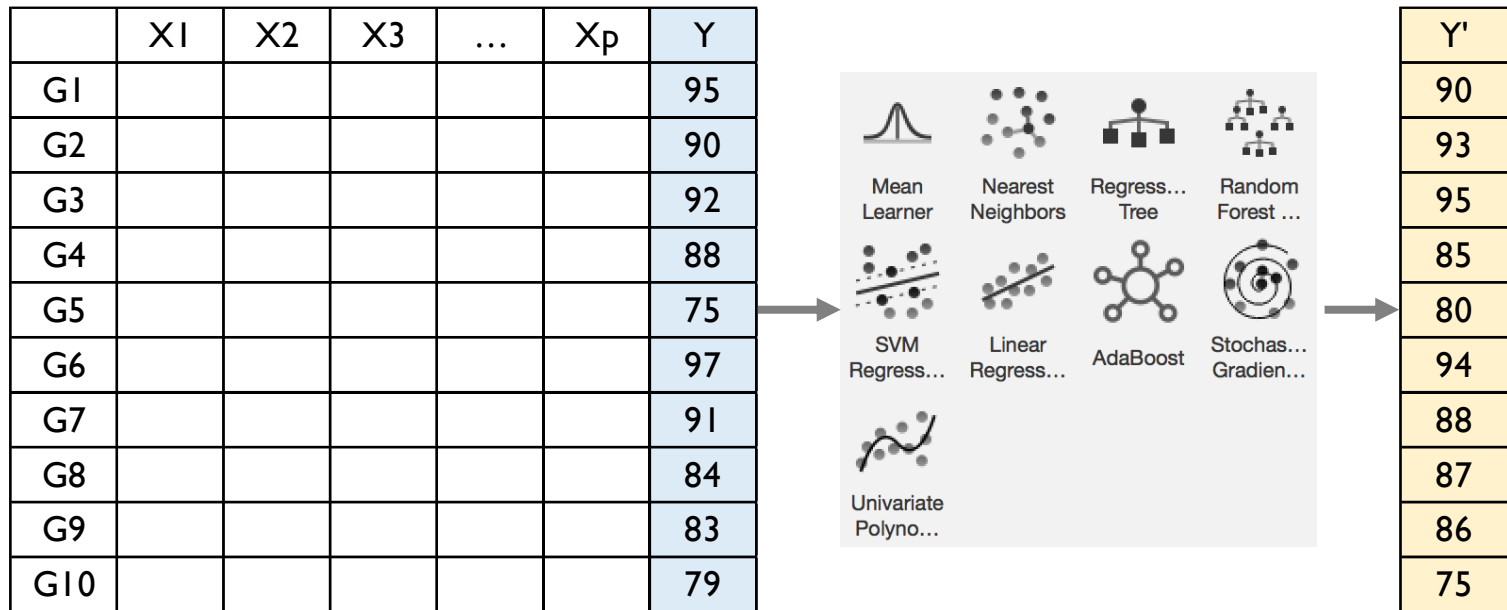 X1 X2 X3 … Xp Y Y'
G1 95 90
G2 90 93
G3 92 95
G4 88 85
G5 75 80
G6 97 94
G7 91 88
G8 84 87
G9 83 86
G10 79 75
Mean Nearest Regress… Random
Learner Neighbors Tree Forest …
SVM Linear AdaBoost Stochas…
Regress… Regress… Gradien…
Univariate
Polyno…